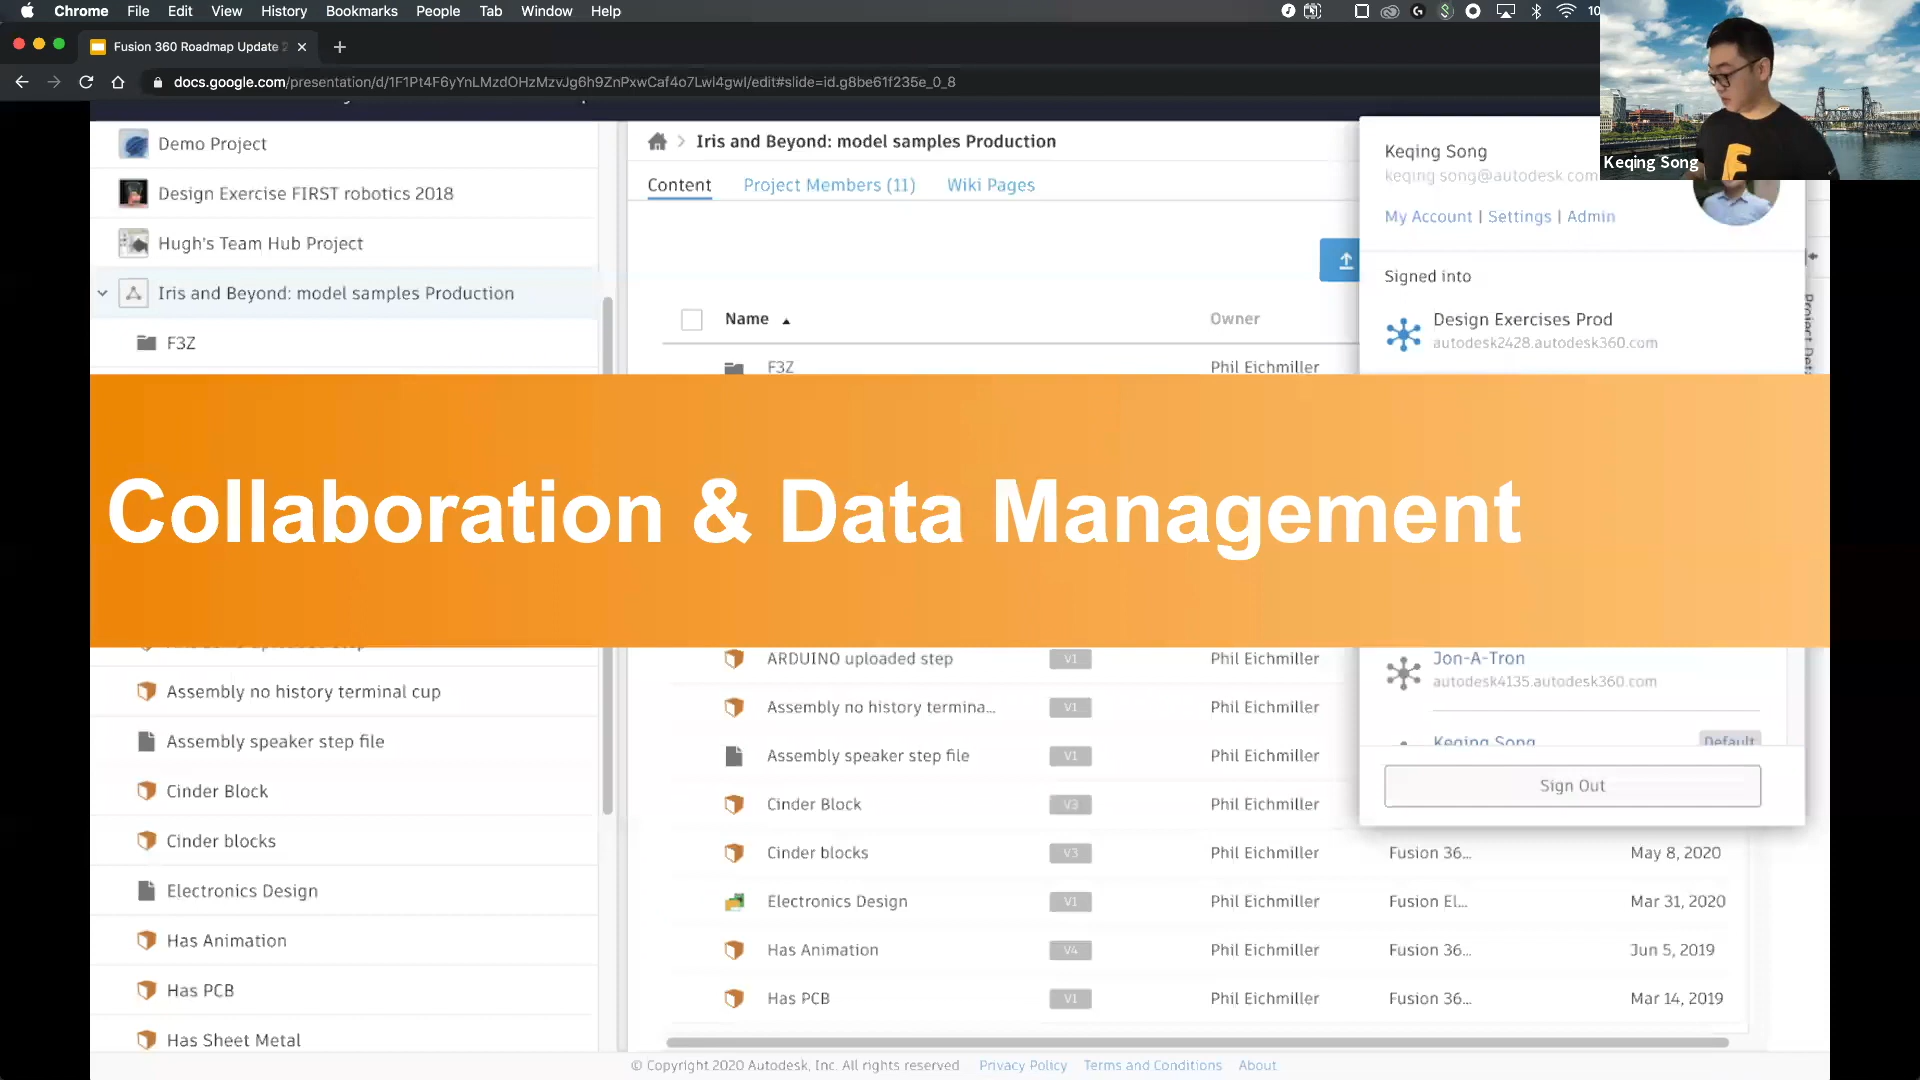 Chrome File Edit View History Bookmarks People Tab Window Help
Fusion 360 Roadmap Update
docs.google.com/presentation/d/1F1Pt4F6yYnLMzdOHzMzvJg6h9ZnPxwCaf4o7LwI4gwI/edit#slide=id.g8be61f235e_0_8
Keqing Song
Demo Project
Design Exercise FIRST robotics 2018
Hugh's Team Hub Project
Iris and Beyond: model samples Production
F3Z
Iris and Beyond: model samples Production
Content Project Members (11) Wiki Pages
Name Owner
F3Z Phil Eichmiller
Keqing Song
keqing song@autodesk.com
My Account | Settings | Admin
Signed into
Design Exercises Prod
autodesk2428.autodesk360.com
Collaboration & Data Management
Assembly no history terminal cup
Assembly speaker step file
Cinder Block
Cinder blocks
Electronics Design
Has Animation
Has PCB
Has Sheet Metal
ARDUINO uploaded step V1 Phil Eichmiller
Assembly no history termina... V1 Phil Eichmiller
Assembly speaker step file V1 Phil Eichmiller
Cinder Block V3 Phil Eichmiller
Cinder blocks V3 Phil Eichmiller Fusion 36... May 8, 2020
Electronics Design V1 Phil Eichmiller Fusion El... Mar 31, 2020
Has Animation V4 Phil Eichmiller Fusion 36... Jun 5, 2019
Has PCB V1 Phil Eichmiller Fusion 36... Mar 14, 2019
Jon-A-Tron
autodesk4135.autodesk360.com
Keqing Song Default
Sign Out
© Copyright 2020 Autodesk, Inc. All rights reserved Privacy Policy Terms and Conditions About